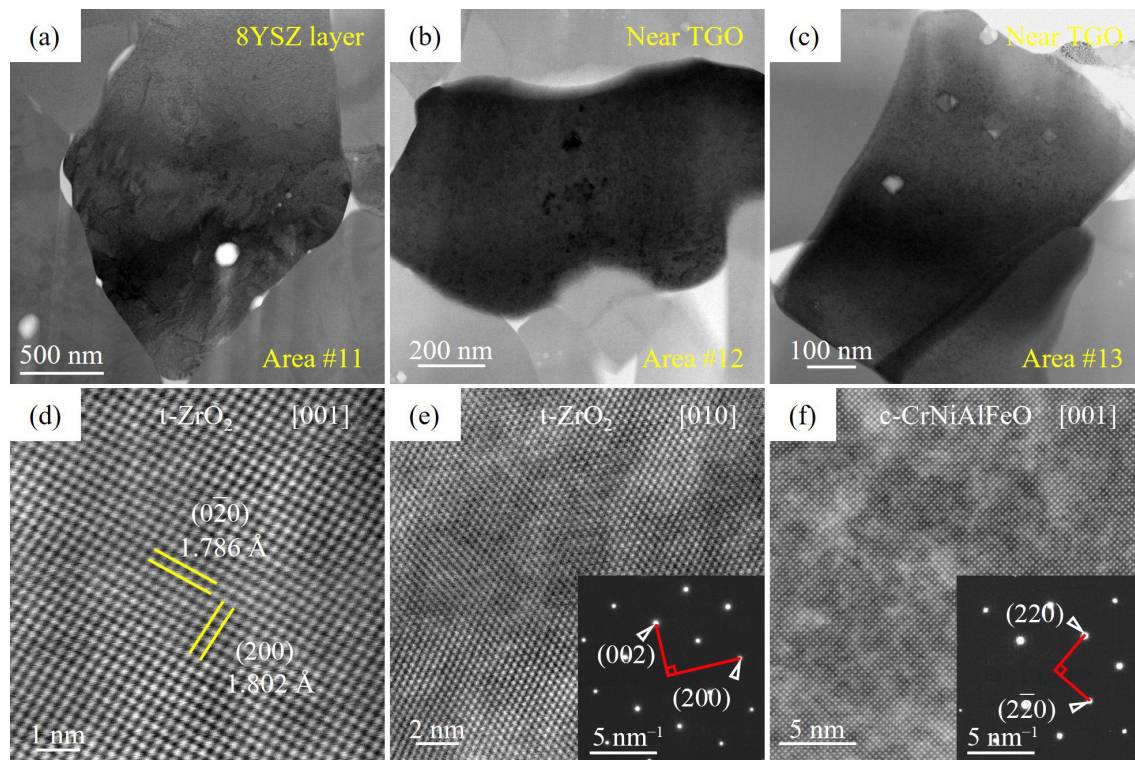 (a)
8YSZ layer
500 nm
Area #11
(b)
Near TGO
200 nm
Area #12
(c)
Near TGO
100 nm
Area #13
(d)
t-ZrO₂ [001]
(02̅0)
1.786 Å
(200)
1.802 Å
1 nm
(e)
t-ZrO₂ [010]
(002)
(200)
2 nm
5 nm⁻¹
(f)
c-CrNiAlFeO [001]
(220)
(22̅0)
5 nm
5 nm⁻¹